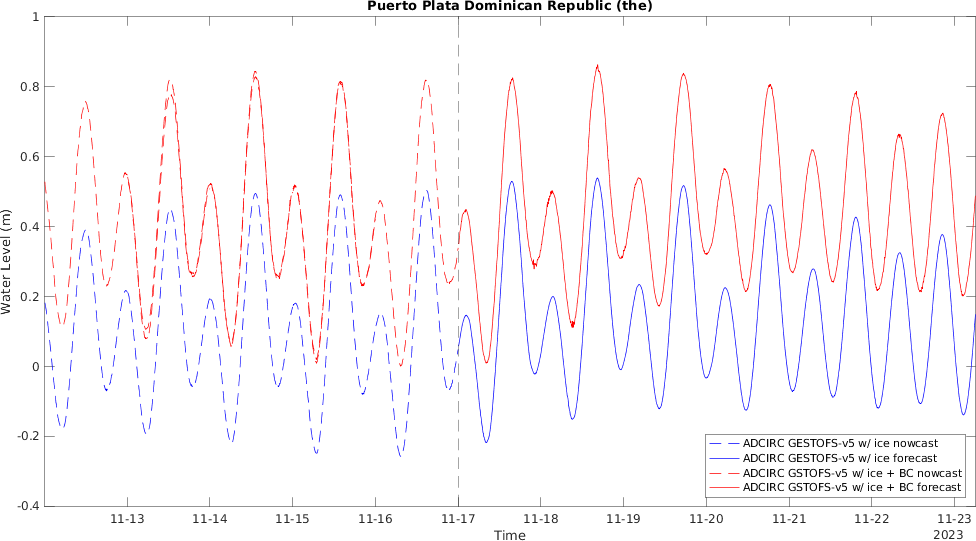 Puerto Plata Dominican Republic (the)
1
0.8
0.6
0.4
0.2
0
-0.2
-0.4
Water Level (m)
ADCIRC GESTOFS-v5 w/ ice nowcast
ADCIRC GESTOFS-v5 w/ ice forecast
ADCIRC GSTOFS-v5 w/ ice + BC nowcast
ADCIRC GSTOFS-v5 w/ ice + BC forecast
11-13 11-14 11-15 11-16 11-17 11-18 11-19 11-20 11-21 11-22 11-23
Time
2023